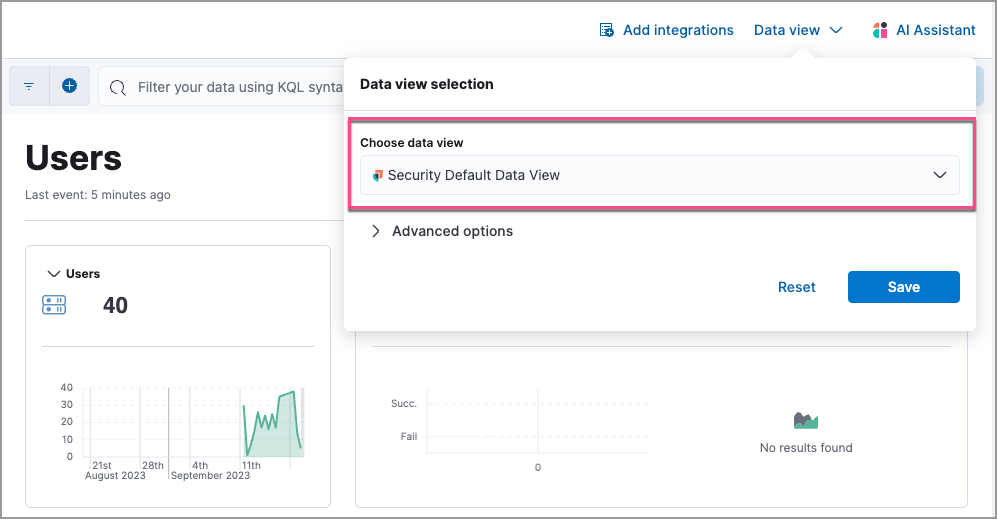 Add integrations
Data view
AI Assistant
Filter your data using KQL synta
Data view selection
Choose data view
Security Default Data View
Advanced options
Reset
Save
Users
Last event: 5 minutes ago
Users
40
40
30
20
10
0
21st
28th
4th
11th
August 2023
September 2023
Succ.
Fail
0
No results found